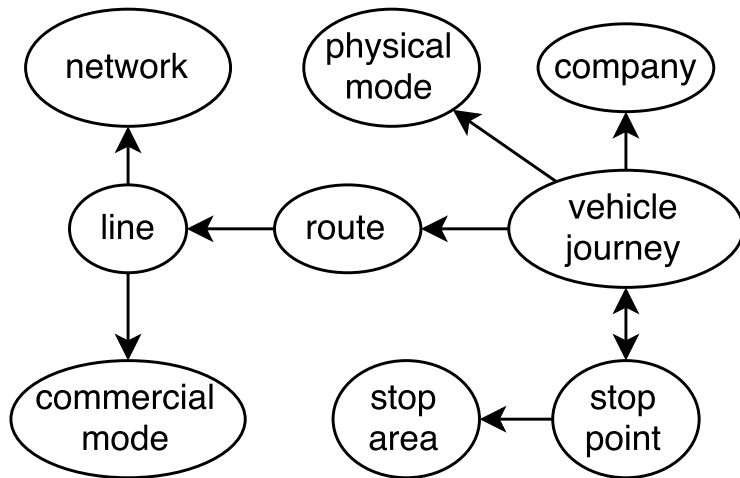 network
physical
mode
company
line
route
vehicle
journey
commercial
mode
stop
area
stop
point